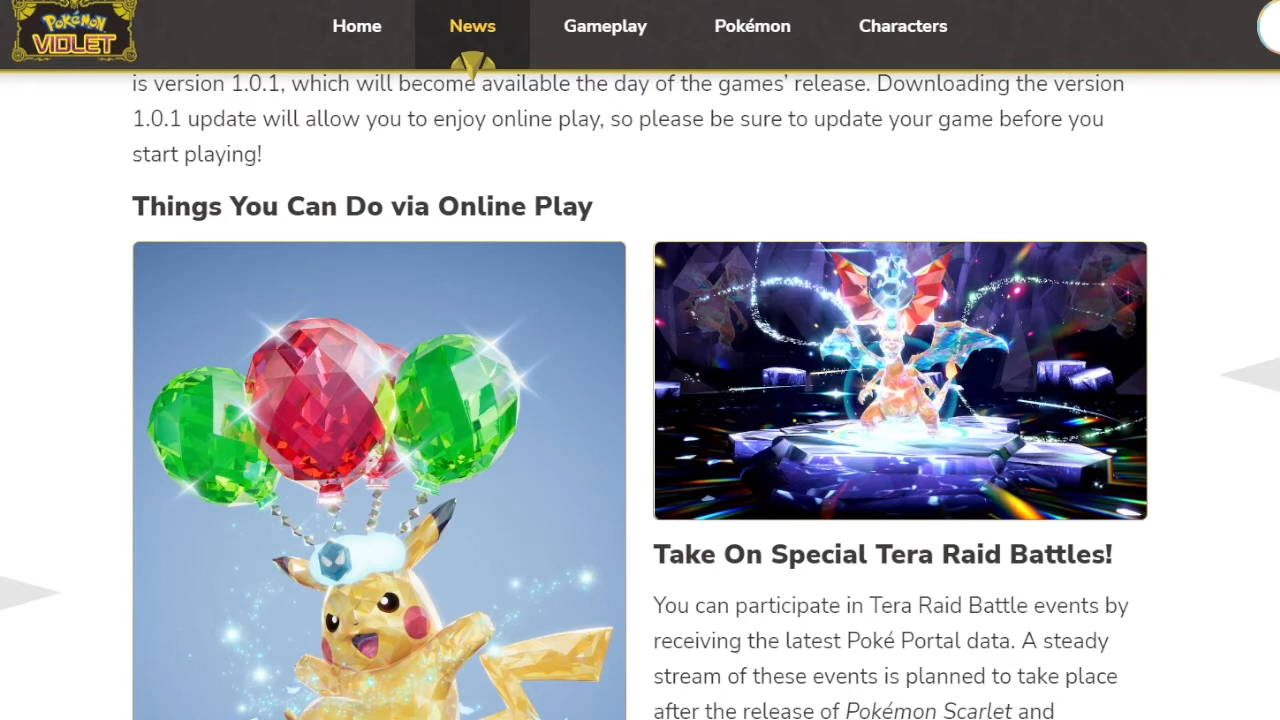 POKÉMON
VIOLET
Home
News
Gameplay
Pokémon
Characters
is version 1.0.1, which will become available the day of the games’ release. Downloading the version
1.0.1 update will allow you to enjoy online play, so please be sure to update your game before you
start playing!
Things You Can Do via Online Play
Take On Special Tera Raid Battles!
You can participate in Tera Raid Battle events by
receiving the latest Poké Portal data. A steady
stream of these events is planned to take place
after the release of Pokémon Scarlet and